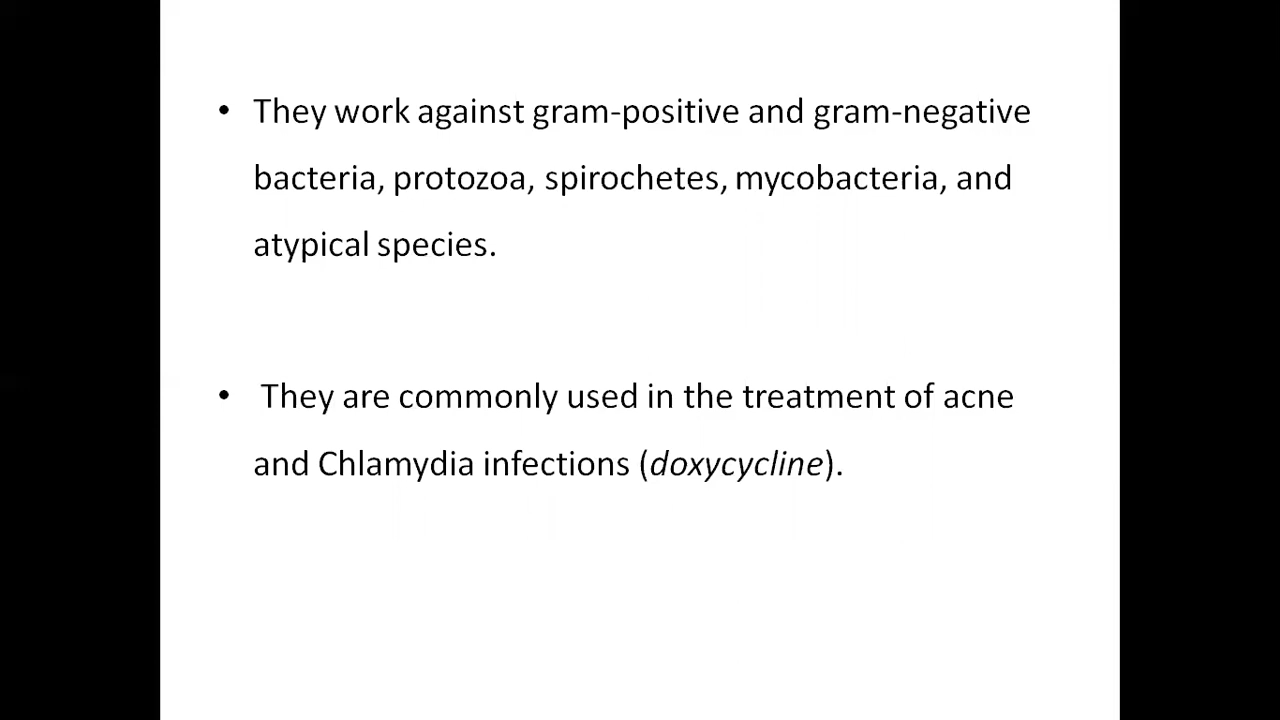 • They work against gram-positive and gram-negative
bacteria, protozoa, spirochetes, mycobacteria, and
atypical species.
• They are commonly used in the treatment of acne
and Chlamydia infections (doxycycline).